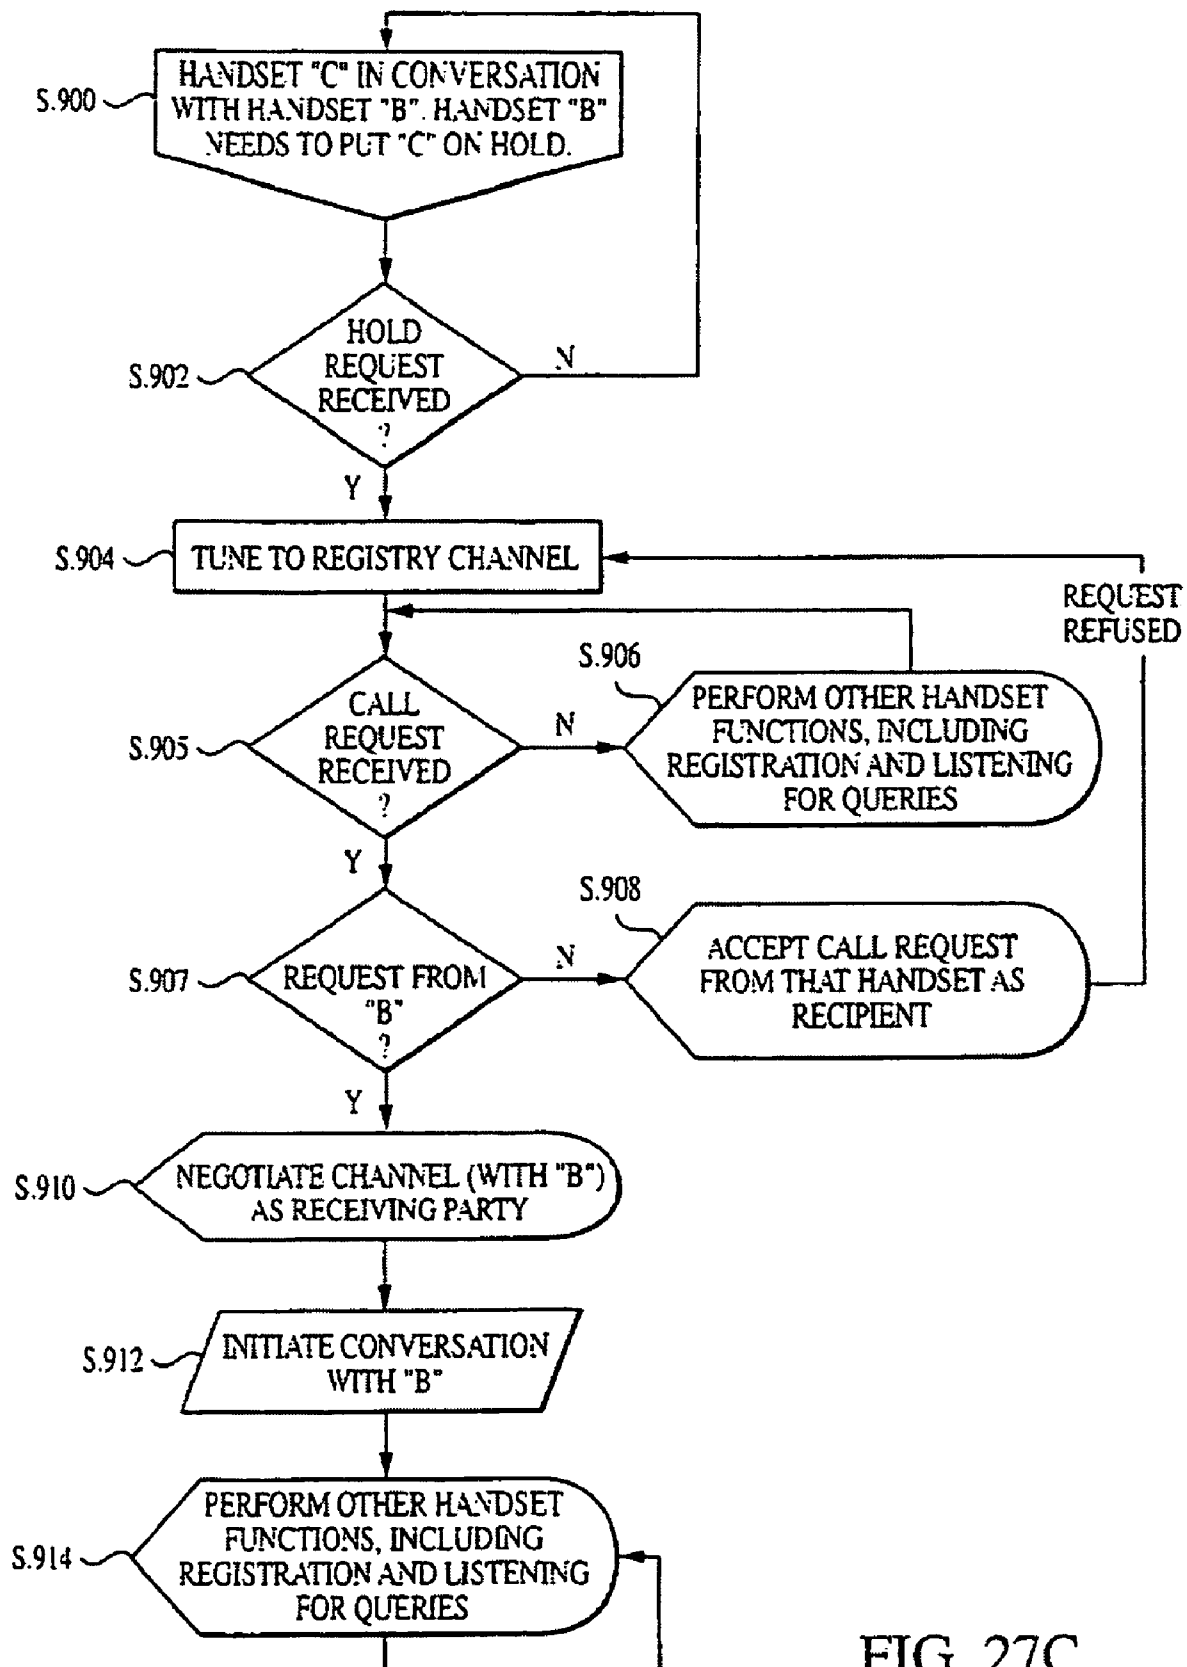 S.900
HANDSET "C" IN CONVERSATION
WITH HANDSET "B". HANDSET "B"
NEEDS TO PUT "C" ON HOLD.
S.902
HOLD
REQUEST
RECEIVED
?
N
Y
S.904
TUNE TO REGISTRY CHANNEL
REQUEST
REFUSED
S.905
CALL
REQUEST
RECEIVED
?
N
S.906
PERFORM OTHER HANDSET
FUNCTIONS, INCLUDING
REGISTRATION AND LISTENING
FOR QUERIES
Y
S.907
REQUEST FROM
"B"
?
N
S.908
ACCEPT CALL REQUEST
FROM THAT HANDSET AS
RECIPIENT
Y
S.910
NEGOTIATE CHANNEL (WITH "B")
AS RECEIVING PARTY
S.912
INITIATE CONVERSATION
WITH "B"
S.914
PERFORM OTHER HANDSET
FUNCTIONS, INCLUDING
REGISTRATION AND LISTENING
FOR QUERIES
FIG. 27C